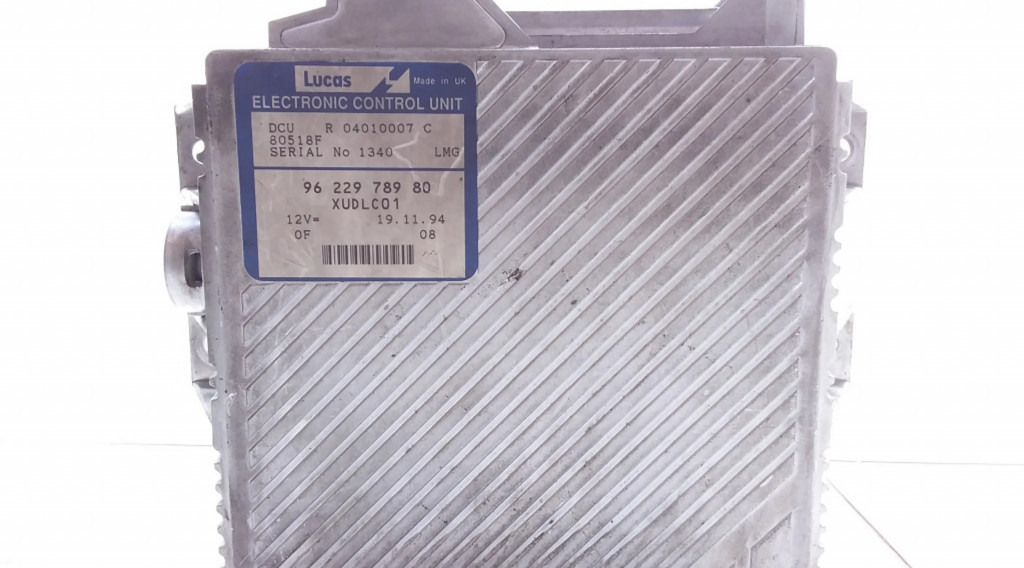 Lucas Made in UK
ELECTRONIC CONTROL UNIT
DCU R 04010007 C
80518F
SERIAL No 1340 LMG
96 229 789 80
XUDLC01
12V= 19.11.94
0F 08